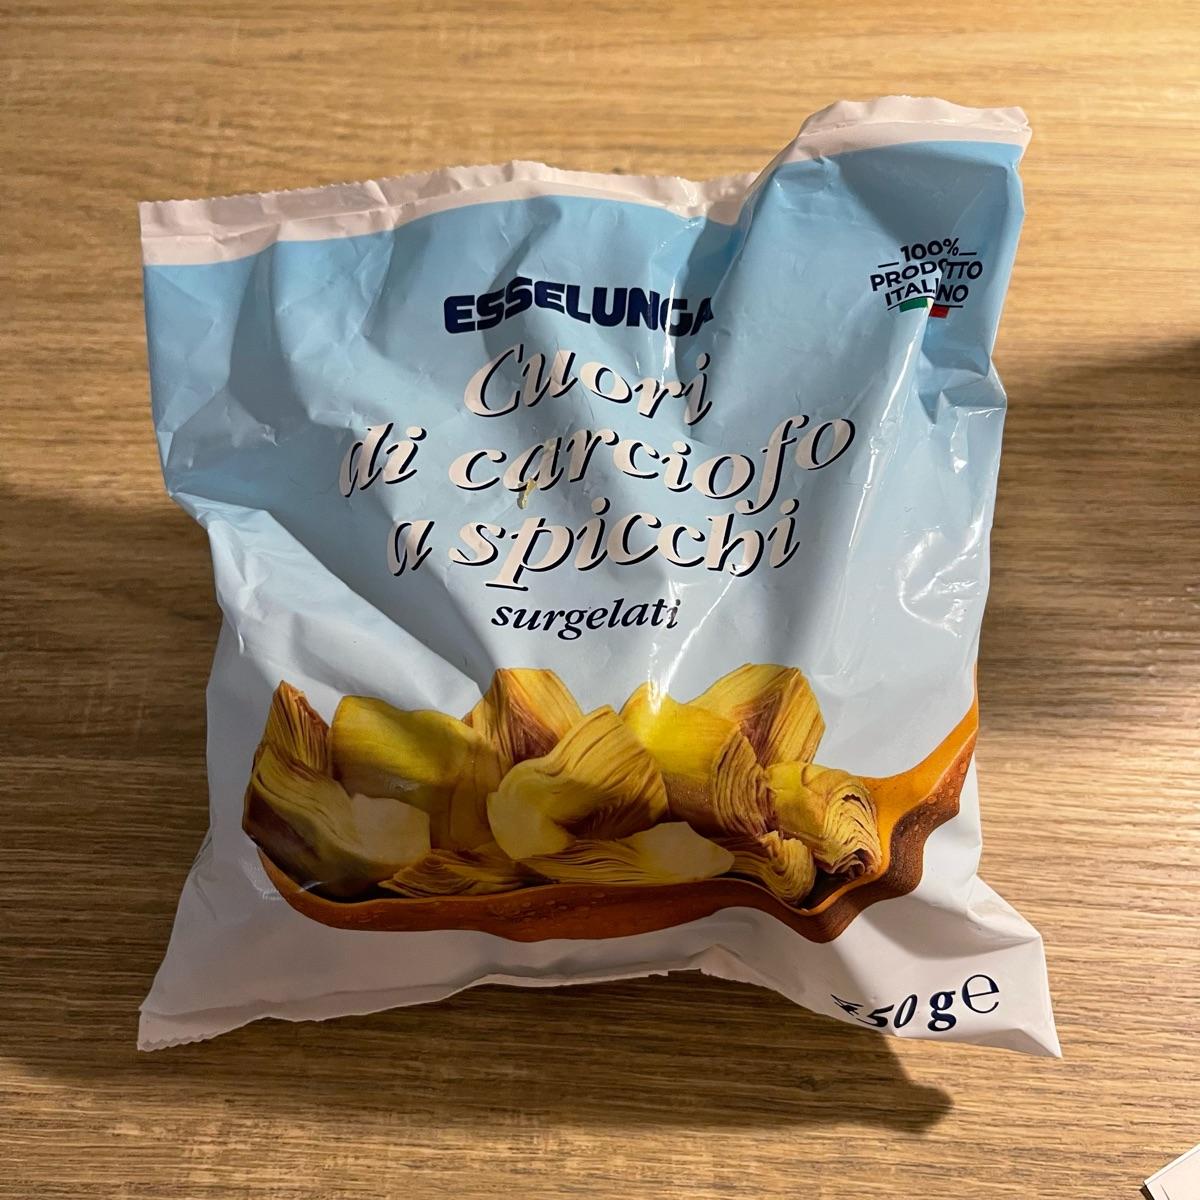 100%
PRODOTTO
ITALIANO
ESSELUNGA
Cuori
di carciofo
a spicchi
surgelati
g e